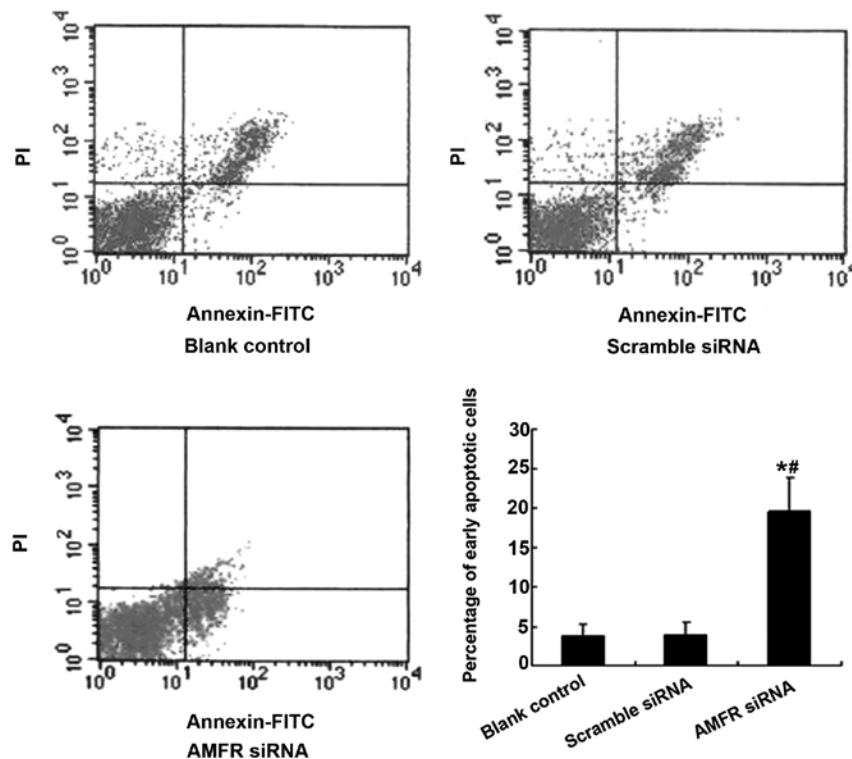 10^4
10^3
10^2
10^1
10^0
PI
10^0 10^1 10^2 10^3 10^4
Annexin-FITC
Blank control
10^4
10^3
10^2
10^1
10^0
PI
10^0 10^1 10^2 10^3 10^4
Annexin-FITC
Scramble siRNA
10^4
10^3
10^2
10^1
10^0
PI
10^0 10^1 10^2 10^3 10^4
Annexin-FITC
AMFR siRNA
Percentage of early apoptotic cells
30
25
20
15
10
5
0
*#
Blank control
Scramble siRNA
AMFR siRNA